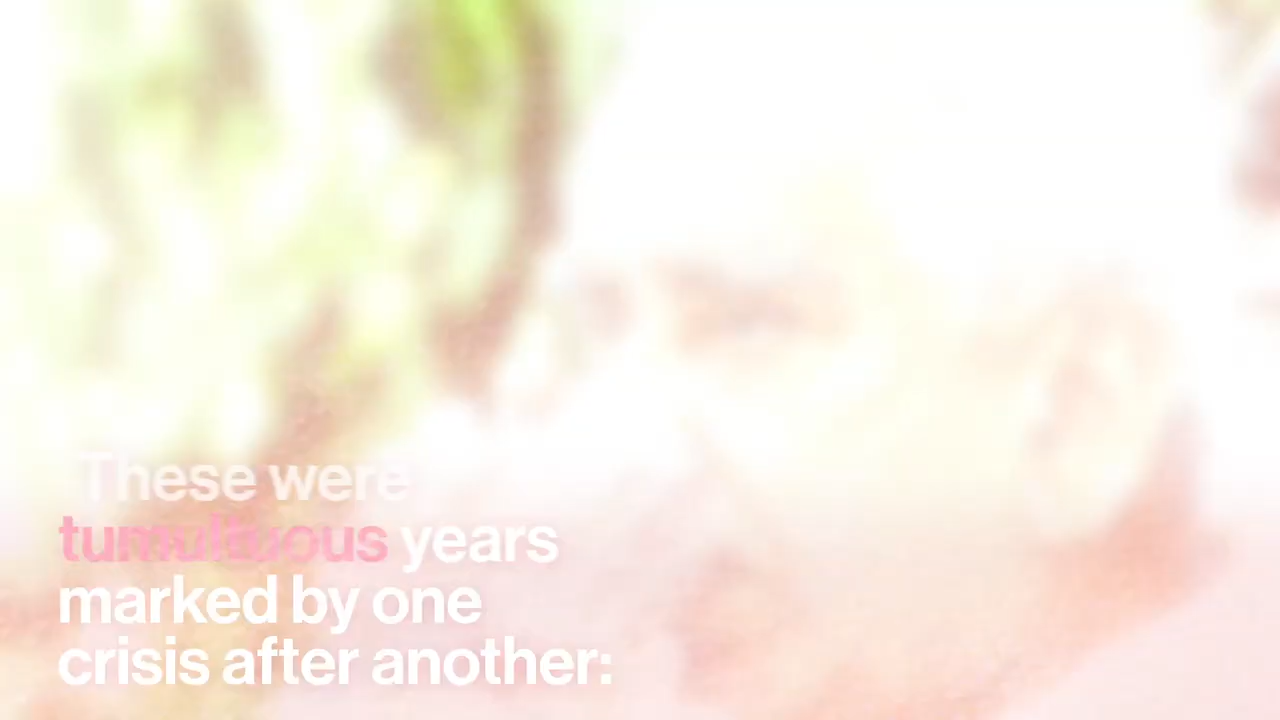 These were
tumultuous years
marked by one
crisis after another: